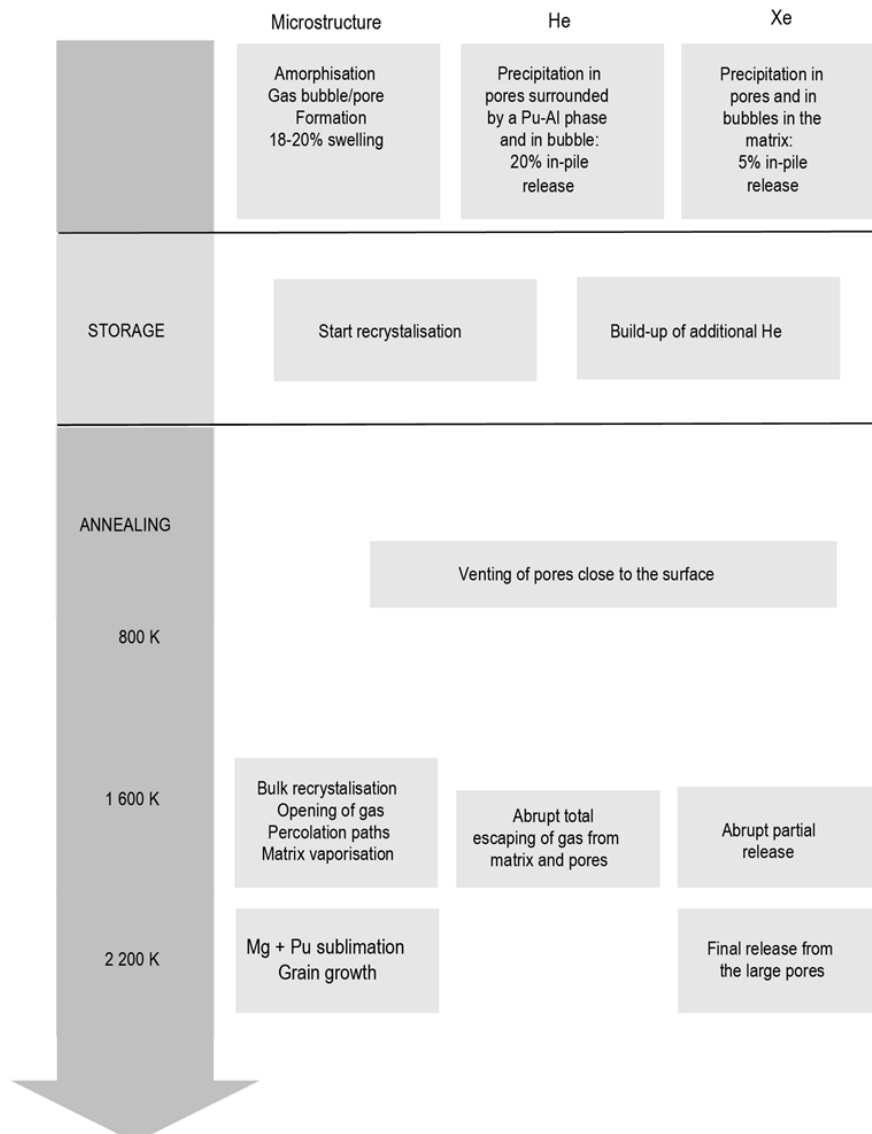 Microstructure
He
Xe
Amorphisation
Gas bubble/pore
Formation
18-20% swelling
Precipitation in
pores surrounded
by a Pu-Al phase
and in bubble:
20% in-pile
release
Precipitation in
pores and in
bubbles in the
matrix:
5% in-pile
release
STORAGE
Start recrystalisation
Build-up of additional He
ANNEALING
Venting of pores close to the surface
800 K
1 600 K
Bulk recrystalisation
Opening of gas
Percolation paths
Matrix vaporisation
Abrupt total
escaping of gas from
matrix and pores
Abrupt partial
release
2 200 K
Mg + Pu sublimation
Grain growth
Final release from
the large pores